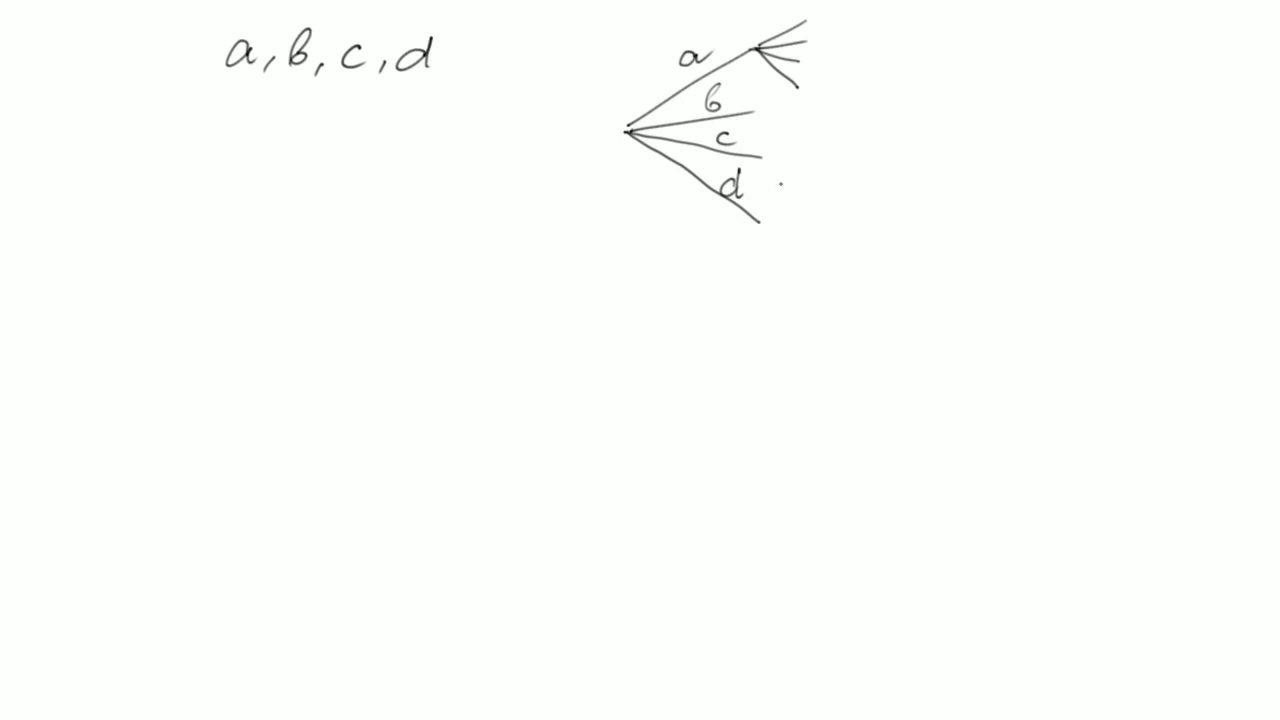 a, b, c, d
a
b
c
d